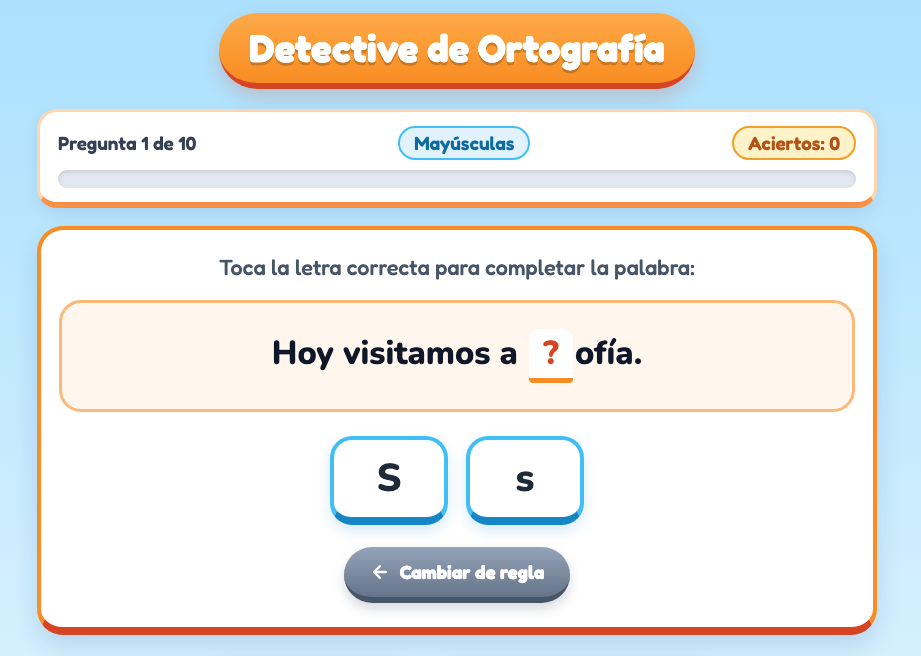 Detective de Ortografía
Pregunta 1 de 10
Mayúsculas
Aciertos: 0
Toca la letra correcta para completar la palabra:
Hoy visitamos a ?ofía.
S
s
← Cambiar de regla